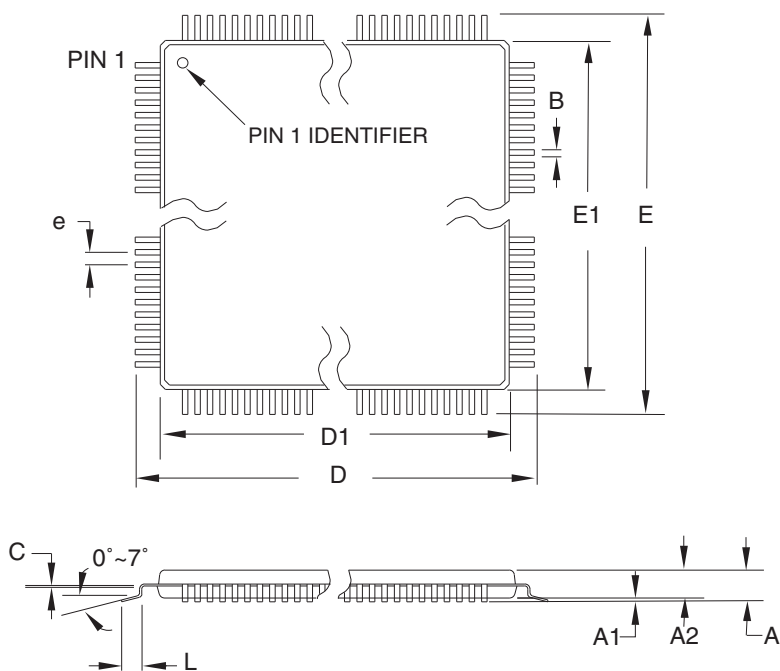 PIN 1
B
PIN 1 IDENTIFIER
e
E1
E
D1
D
C
0°~7°
L
A1
A2
A